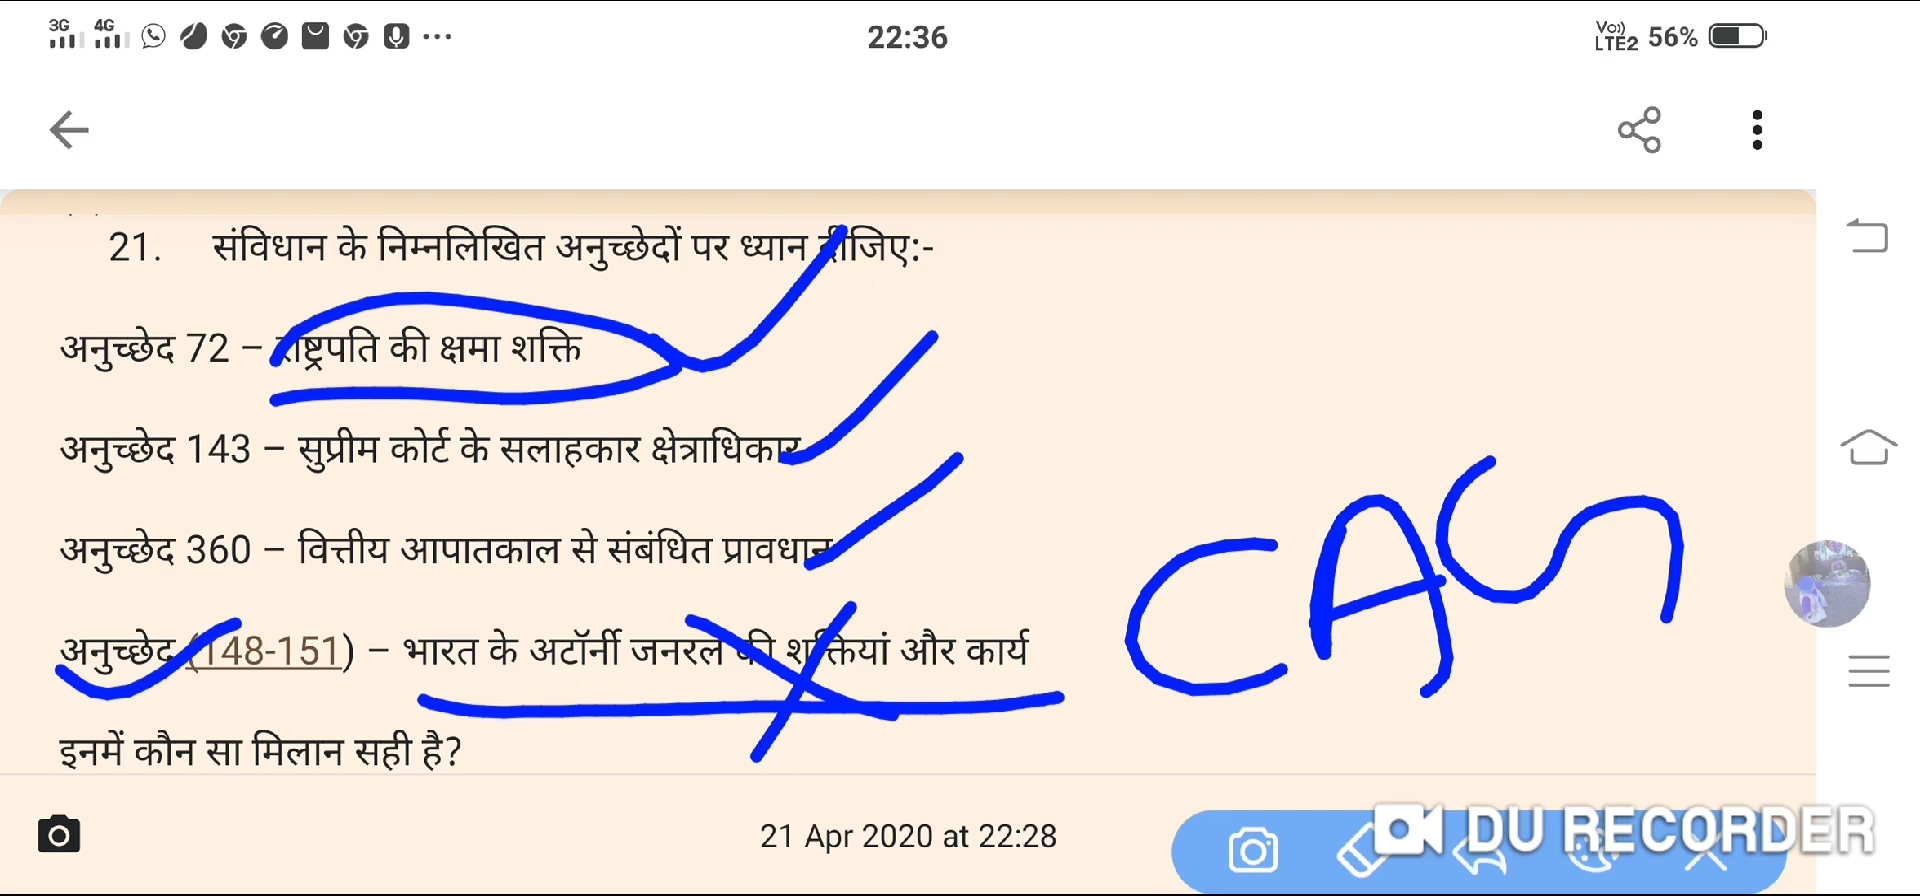 3G 4G 22:36 Vo)) LTE2 56%
21. संविधान के निम्नलिखित अनुच्छेदों पर ध्यान दीजिए:-
अनुच्छेद 72 – राष्ट्रपति की क्षमा शक्ति
अनुच्छेद 143 – सुप्रीम कोर्ट के सलाहकार क्षेत्राधिकार
अनुच्छेद 360 – वित्तीय आपातकाल से संबंधित प्रावधान
अनुच्छेद (148-151) – भारत के अटॉर्नी जनरल की शक्तियां और कार्य
इनमें कौन सा मिलान सही है?
21 Apr 2020 at 22:28
DU RECORDER